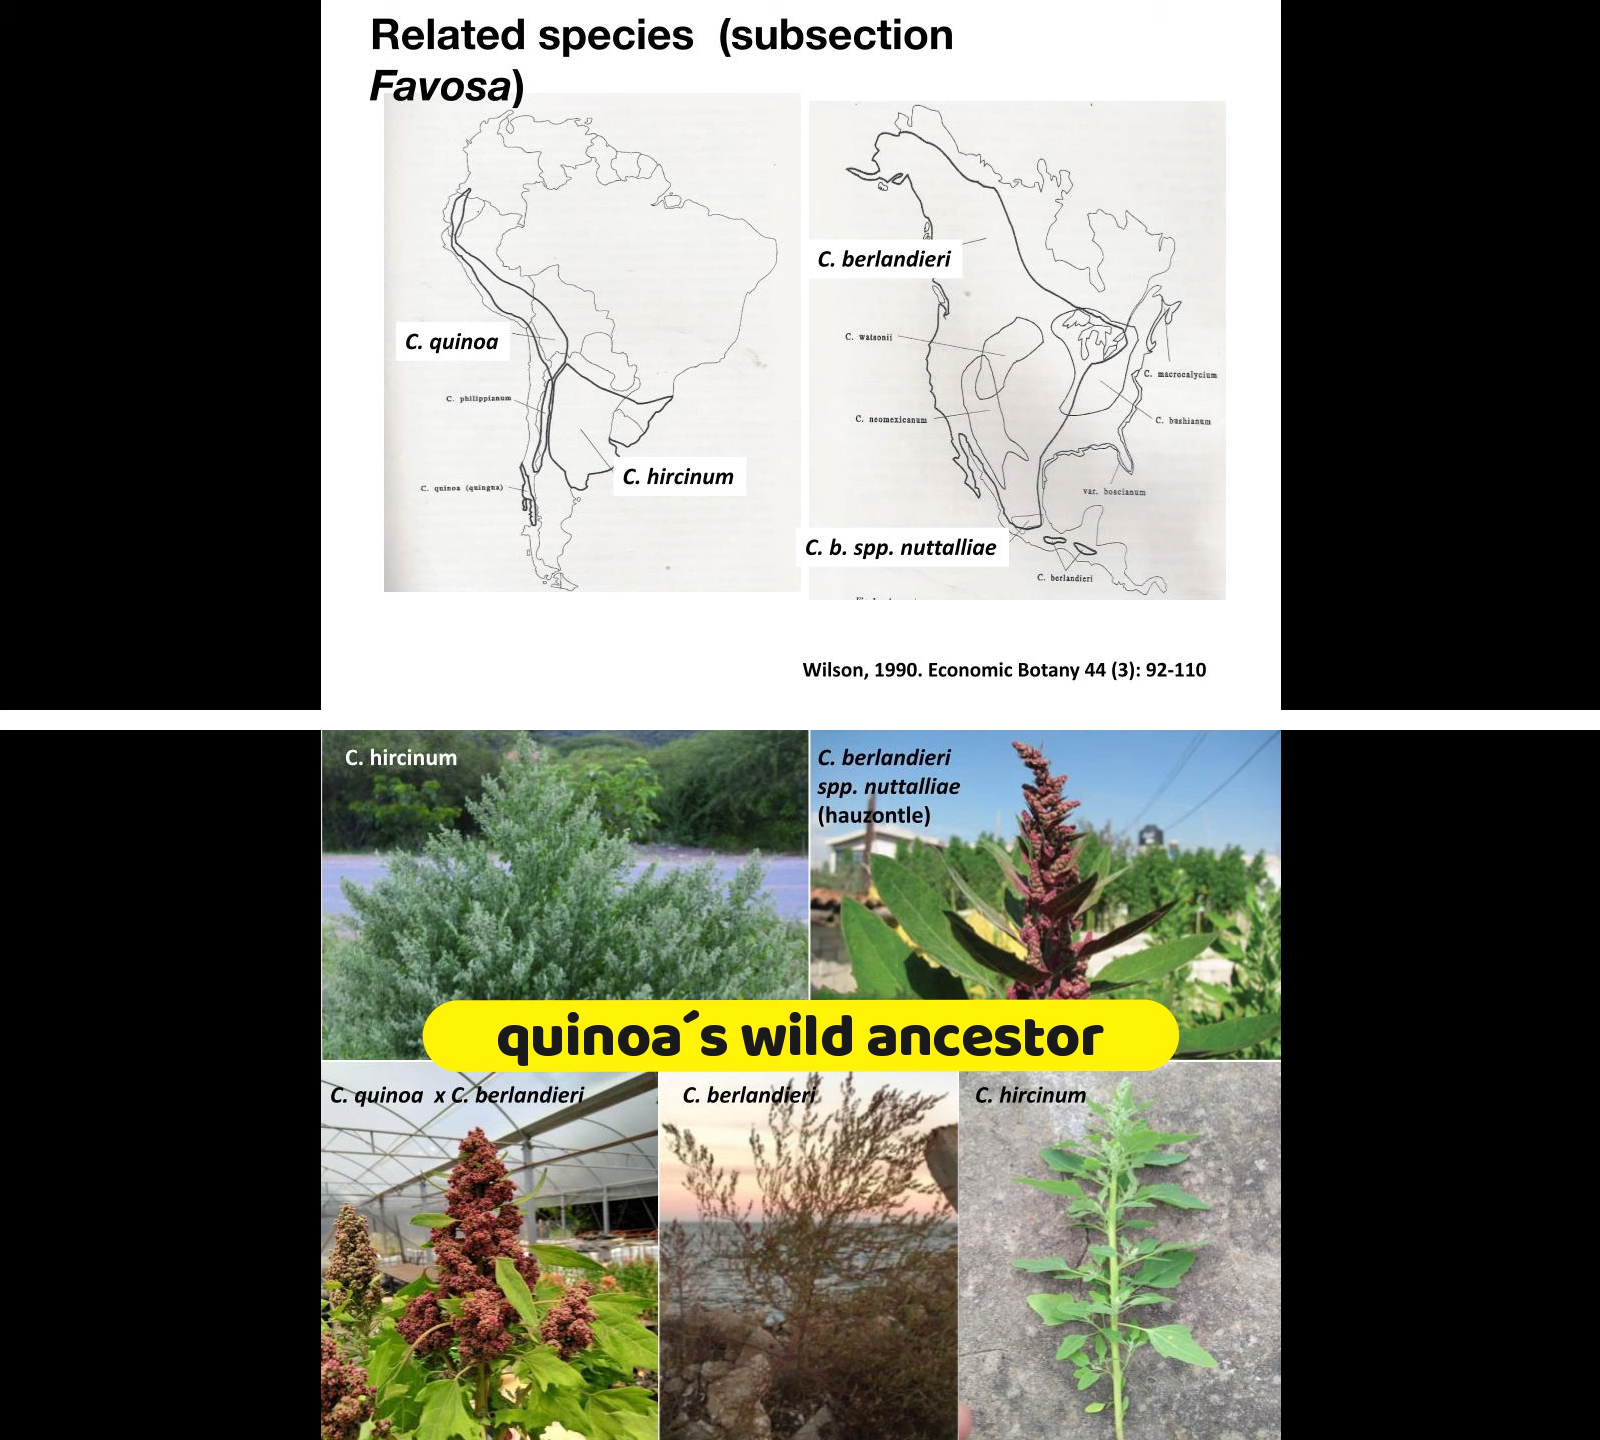 Related species (subsection
Favosa)
C. quinoa
C. philippianum
C. hircinum
C. quinoa (quingua)
C. berlandieri
C. watsonii
C. macrocalycium
C. neomexicanum
C. bushianum
var. boscianum
C. b. spp. nuttalliae
C. berlandieri
Wilson, 1990. Economic Botany 44 (3): 92-110
C. hircinum
C. berlandieri
spp. nuttalliae
(hauzontle)
quinoa´s wild ancestor
C. quinoa x C. berlandieri
C. berlandieri
C. hircinum